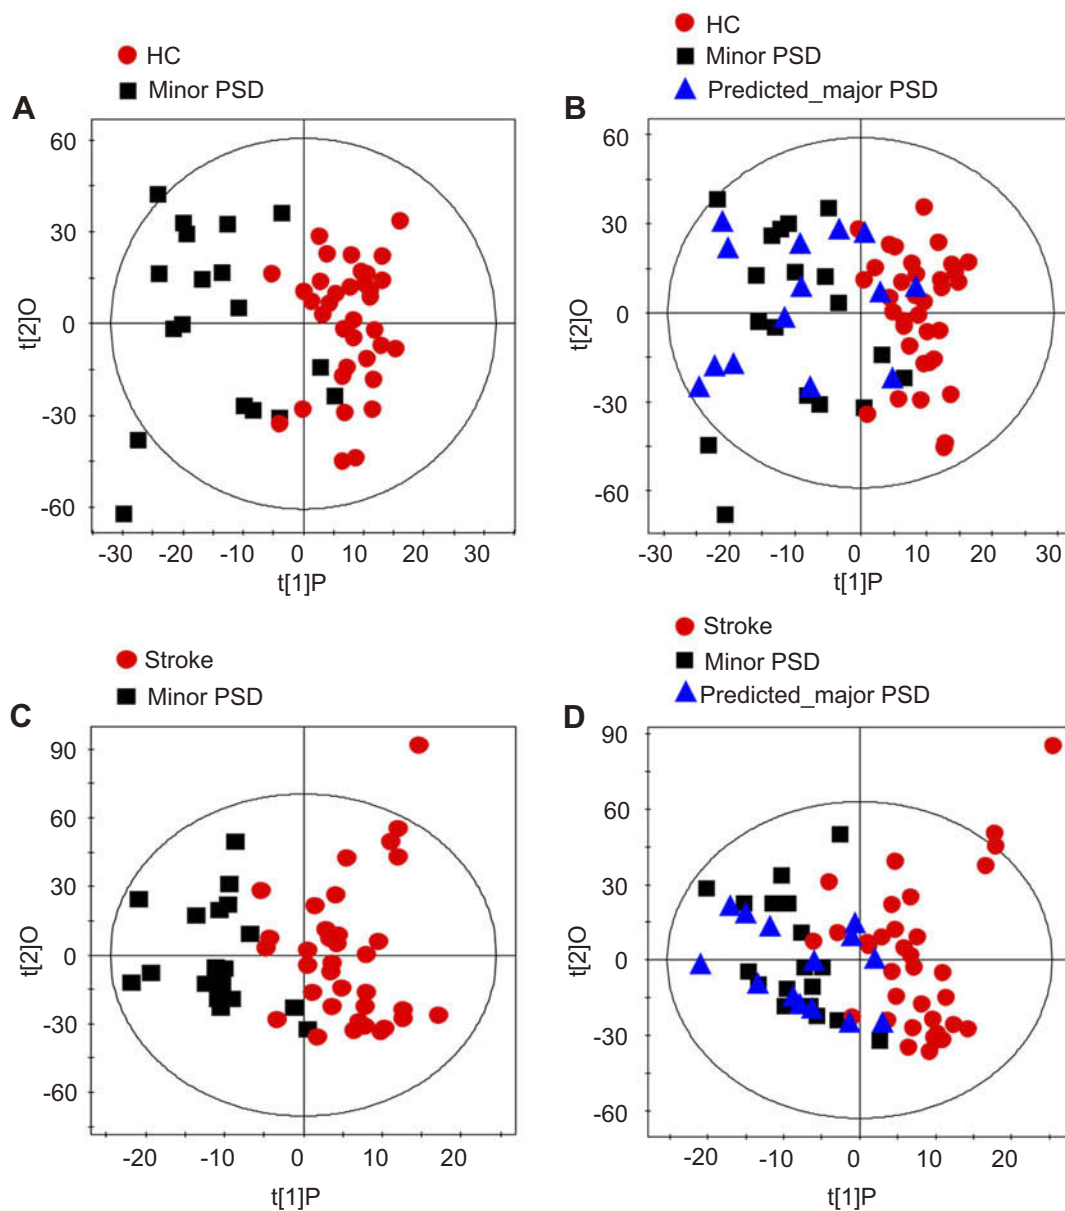 HC
Minor PSD
A
60
30
0
-30
-60
t[2]O
-30 -20 -10 0 10 20 30
t[1]P
HC
Minor PSD
Predicted_major PSD
B
60
30
0
-30
-60
t[2]O
-30 -20 -10 0 10 20 30
t[1]P
Stroke
Minor PSD
C
90
60
30
0
-30
-60
t[2]O
-20 -10 0 10 20
t[1]P
Stroke
Minor PSD
Predicted_major PSD
D
90
60
30
0
-30
-60
t[2]O
-20 -10 0 10 20
t[1]P